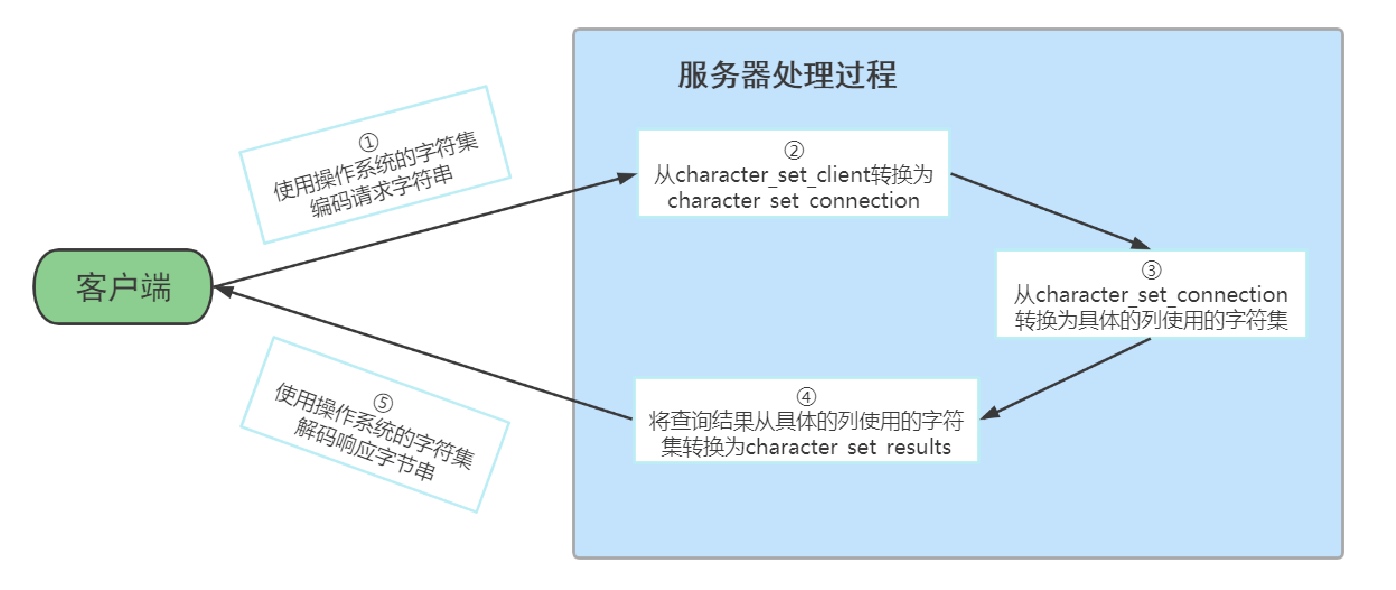 服务器处理过程
①
使用操作系统的字符集
编码请求字符串
②
从character_set_client转换为
character_set_connection
客户端
③
从character_set_connection
转换为具体的列使用的字符集
④
将查询结果从具体的列使用的字符
集转换为character_set_results
⑤
使用操作系统的字符集
解码响应字节串